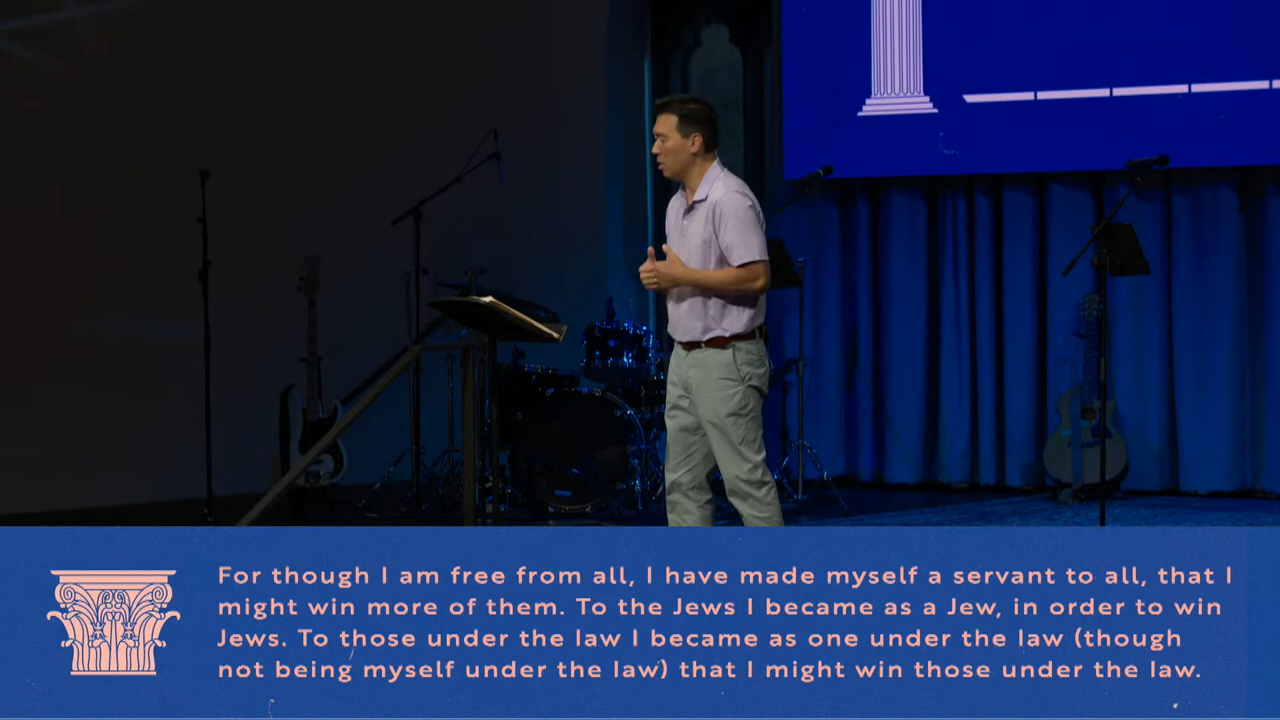 For though I am free from all, I have made myself a servant to all, that I
might win more of them. To the Jews I became as a Jew, in order to win
Jews. To those under the law I became as one under the law (though
not being myself under the law) that I might win those under the law.